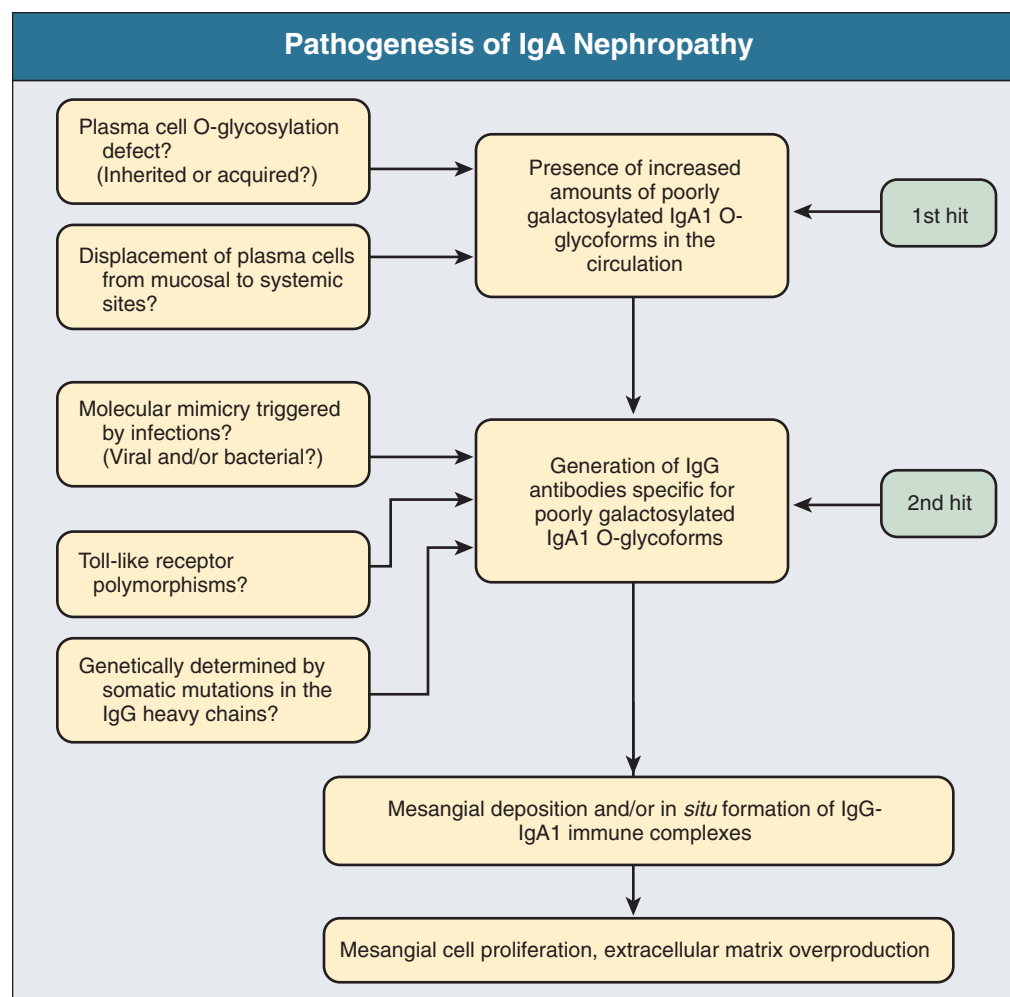 Pathogenesis of IgA Nephropathy
Plasma cell O-glycosylation
defect?
(Inherited or acquired?)
Displacement of plasma cells
from mucosal to systemic
sites?
Presence of increased
amounts of poorly
galactosylated IgA1 O-
glycoforms in the
circulation
1st hit
Molecular mimicry triggered
by infections?
(Viral and/or bacterial?)
Toll-like receptor
polymorphisms?
Genetically determined by
somatic mutations in the
IgG heavy chains?
Generation of IgG
antibodies specific for
poorly galactosylated
IgA1 O-glycoforms
2nd hit
Mesangial deposition and/or in situ formation of IgG-
IgA1 immune complexes
Mesangial cell proliferation, extracellular matrix overproduction